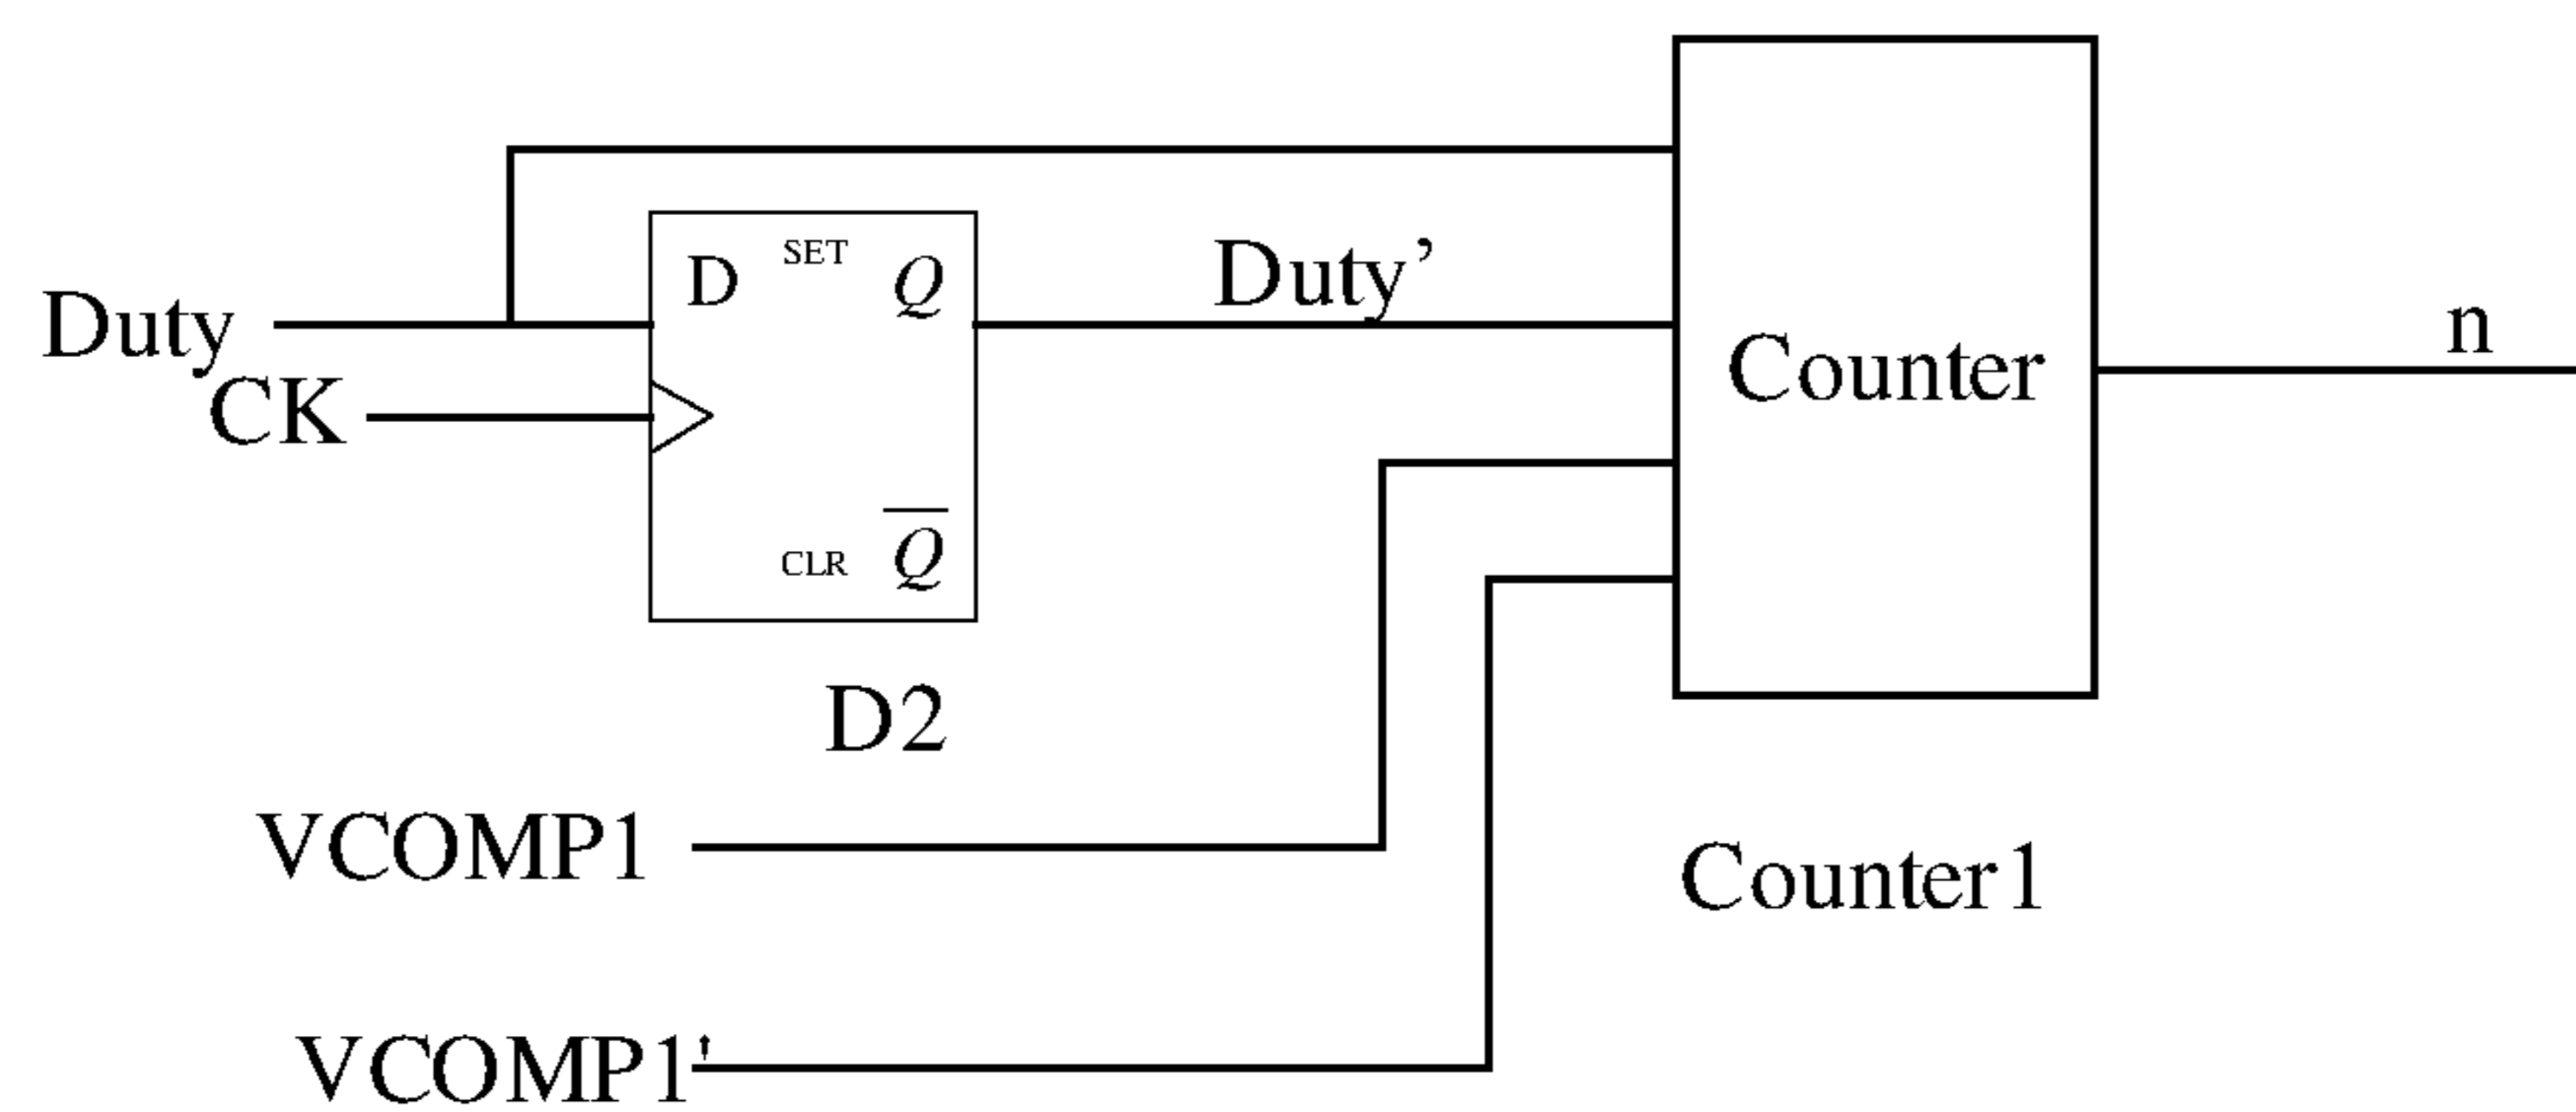 D SET Q
Duty’
Duty
n
Counter
CK
CLR Q
D2
VCOMP1
Counter1
VCOMP1'